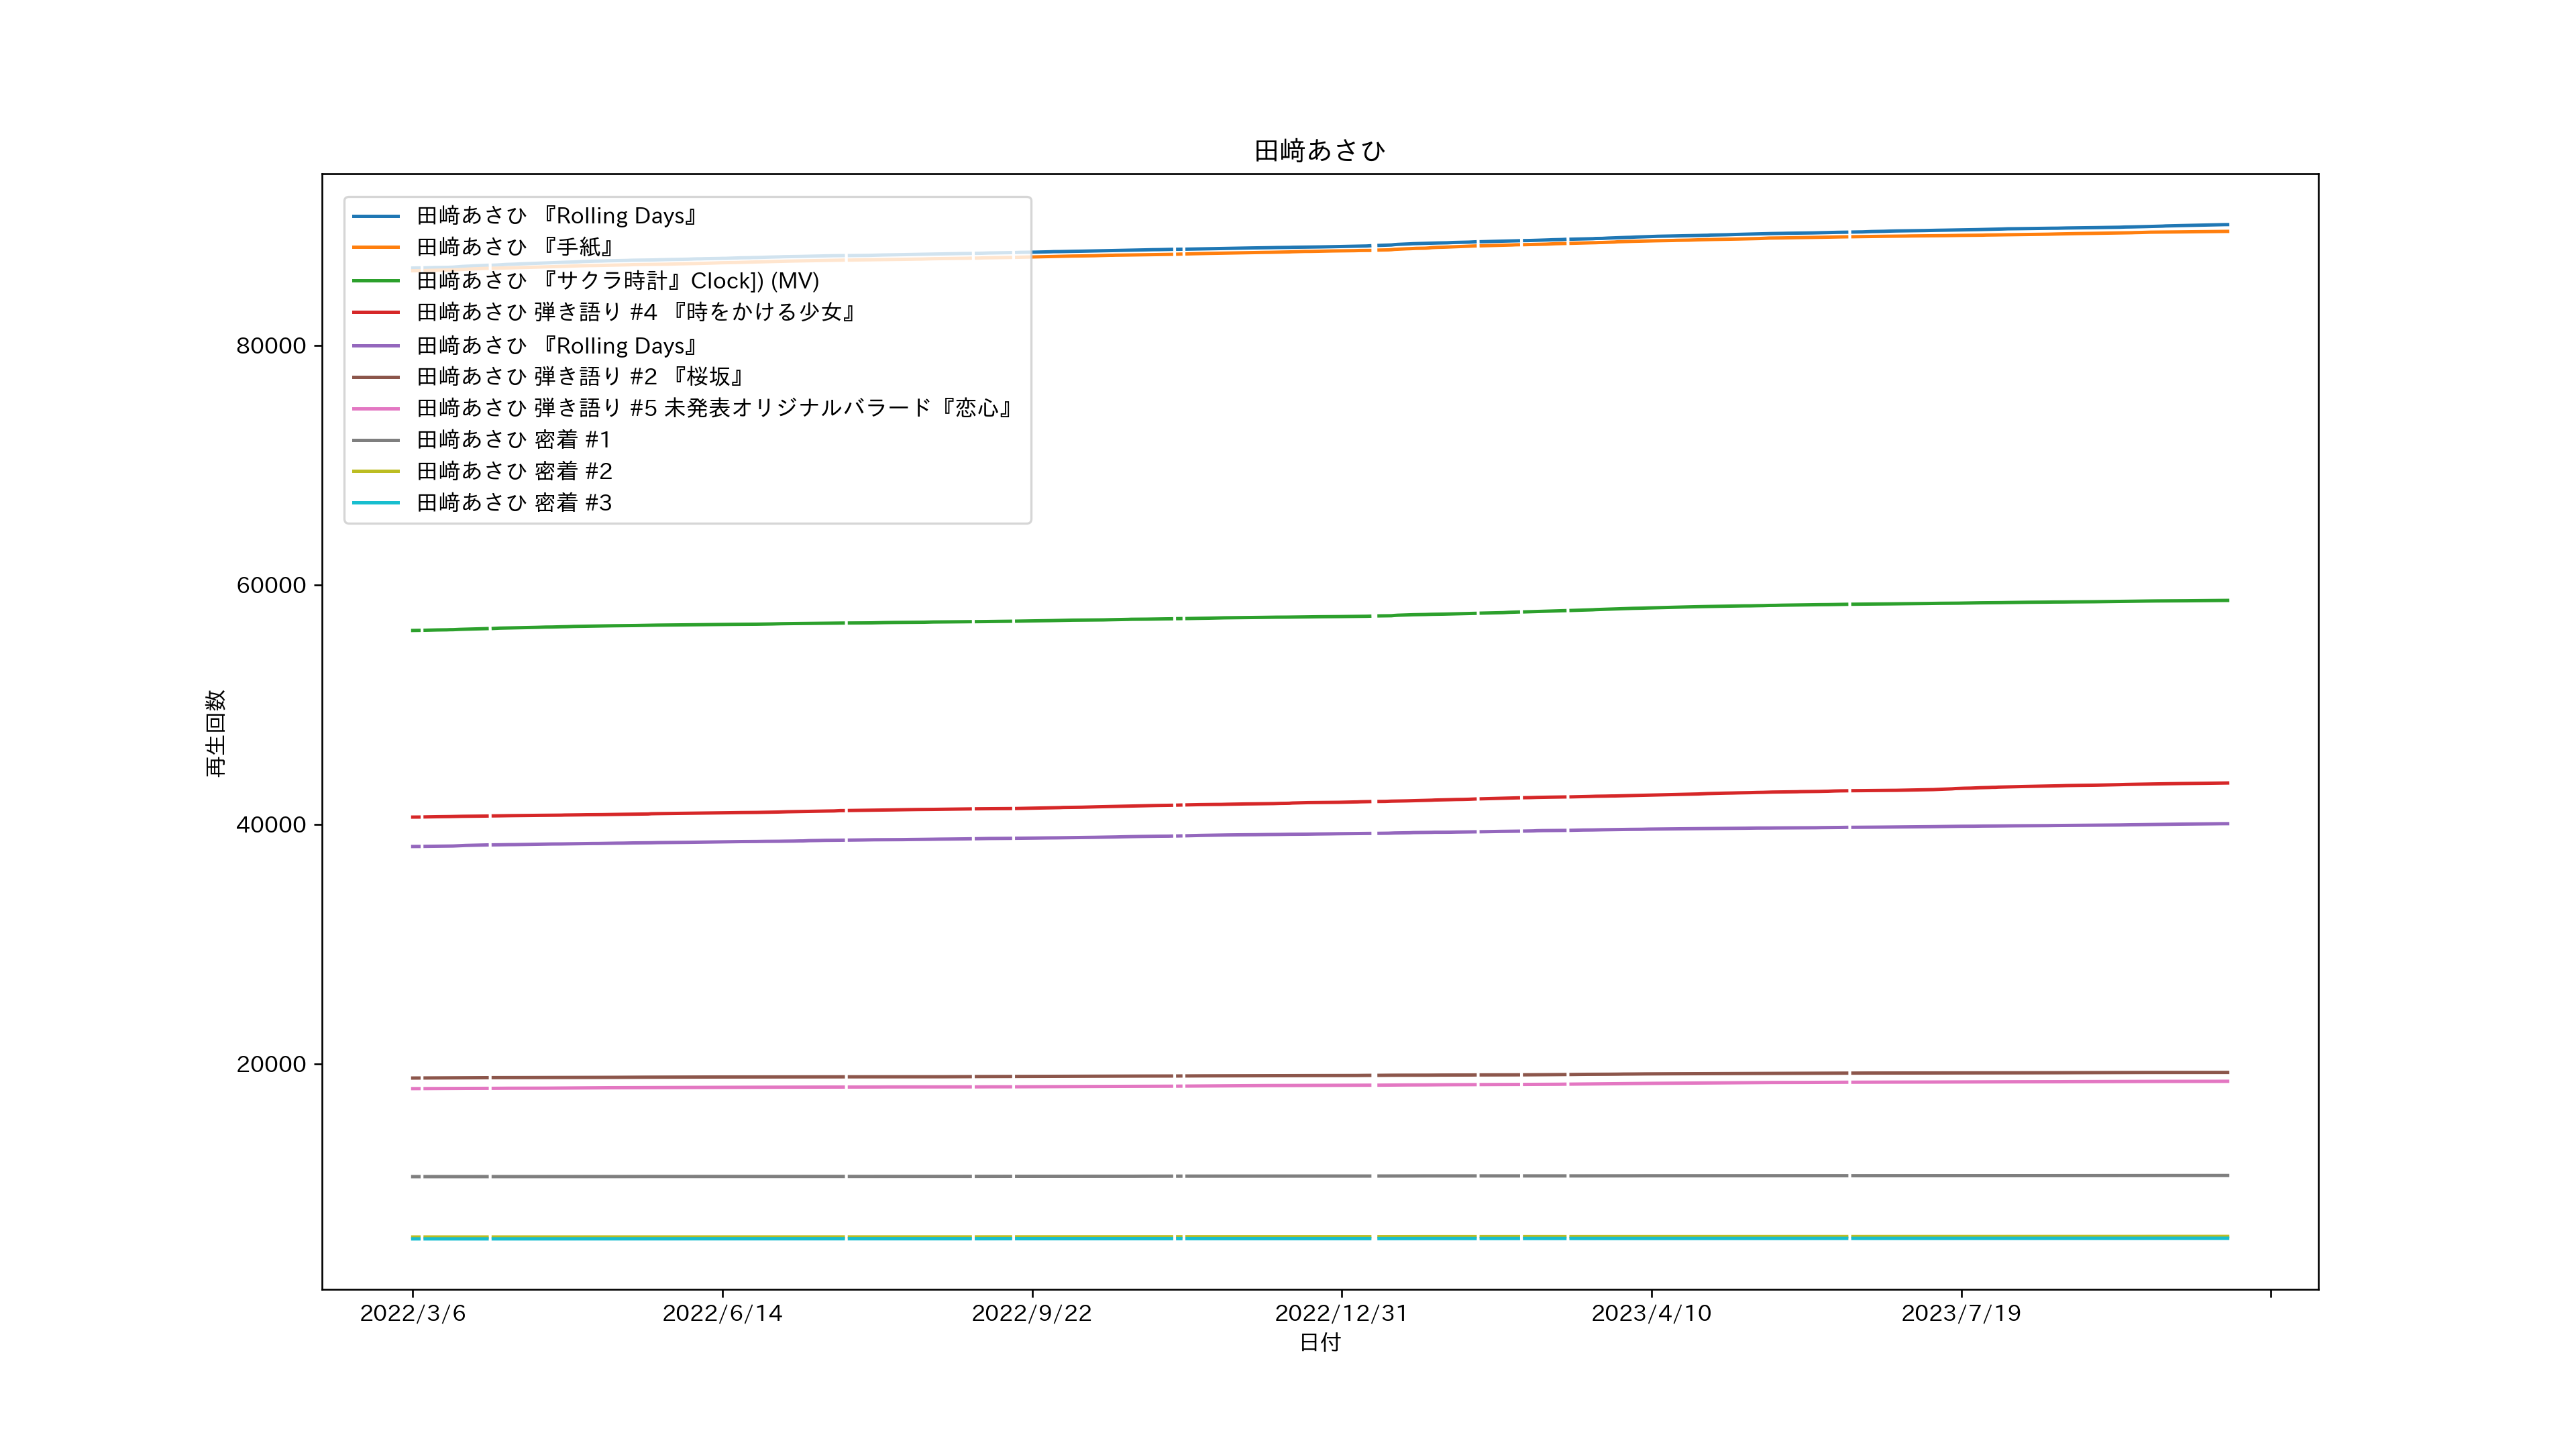 田﨑あさひ
田﨑あさひ 『Rolling Days』
田﨑あさひ 『手紙』
田﨑あさひ 『サクラ時計』Clock]) (MV)
田﨑あさひ 弾き語り #4 『時をかける少女』
田﨑あさひ 『Rolling Days』
田﨑あさひ 弾き語り #2 『桜坂』
田﨑あさひ 弾き語り #5 未発表オリジナルバラード『恋心』
田﨑あさひ 密着 #1
田﨑あさひ 密着 #2
田﨑あさひ 密着 #3
80000
60000
40000
20000
再生回数
2022/3/6 2022/6/14 2022/9/22 2022/12/31 2023/4/10 2023/7/19
日付